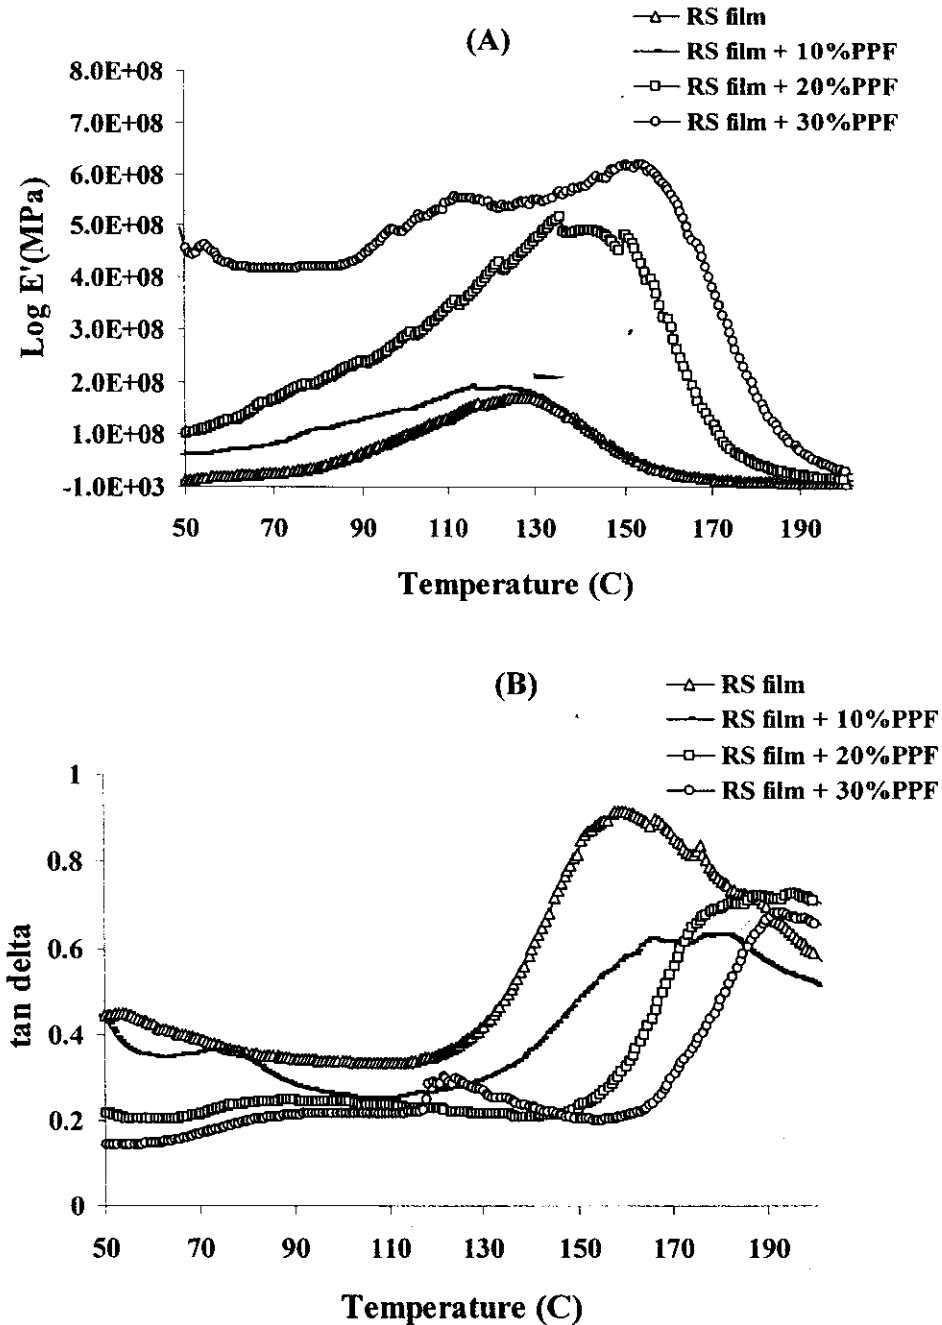 (A)
RS film
RS film + 10%PPF
RS film + 20%PPF
RS film + 30%PPF
8.0E+08
7.0E+08
6.0E+08
5.0E+08
4.0E+08
3.0E+08
2.0E+08
1.0E+08
-1.0E+03
Log E'(MPa)
50 70 90 110 130 150 170 190
Temperature (C)
(B)
RS film
RS film + 10%PPF
RS film + 20%PPF
RS film + 30%PPF
1
0.8
0.6
0.4
0.2
0
tan delta
50 70 90 110 130 150 170 190
Temperature (C)